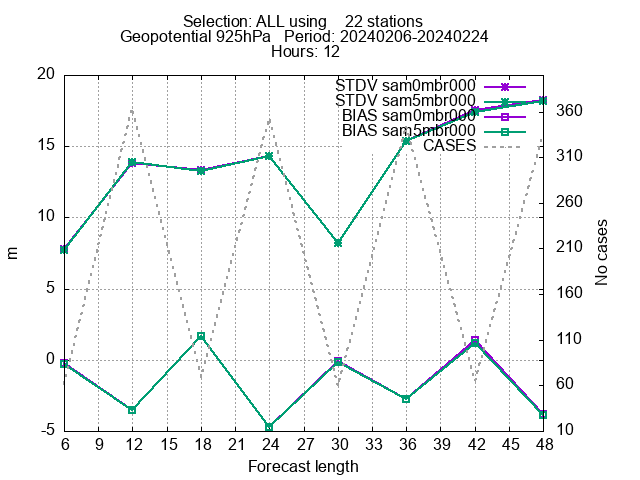 Selection: ALL using    22 stations
Geopotential 925hPa   Period: 20240206-20240224
Hours: 12
STDV sam0mbr000
STDV sam5mbr000
BIAS sam0mbr000
BIAS sam5mbr000
CASES
20
15
10
5
0
-5
m
360
310
260
210
160
110
60
10
No cases
6 9 12 15 18 21 24 27 30 33 36 39 42 45 48
Forecast length